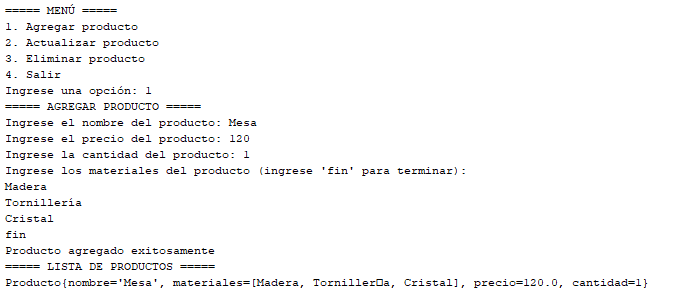 ===== MENÚ =====
1. Agregar producto
2. Actualizar producto
3. Eliminar producto
4. Salir
Ingrese una opción: 1
===== AGREGAR PRODUCTO =====
Ingrese el nombre del producto: Mesa
Ingrese el precio del producto: 120
Ingrese la cantidad del producto: 1
Ingrese los materiales del producto (ingrese 'fin' para terminar):
Madera
Tornillería
Cristal
fin
Producto agregado exitosamente
===== LISTA DE PRODUCTOS =====
Producto{nombre='Mesa', materiales=[Madera, Torniller□a, Cristal], precio=120.0, cantidad=1}